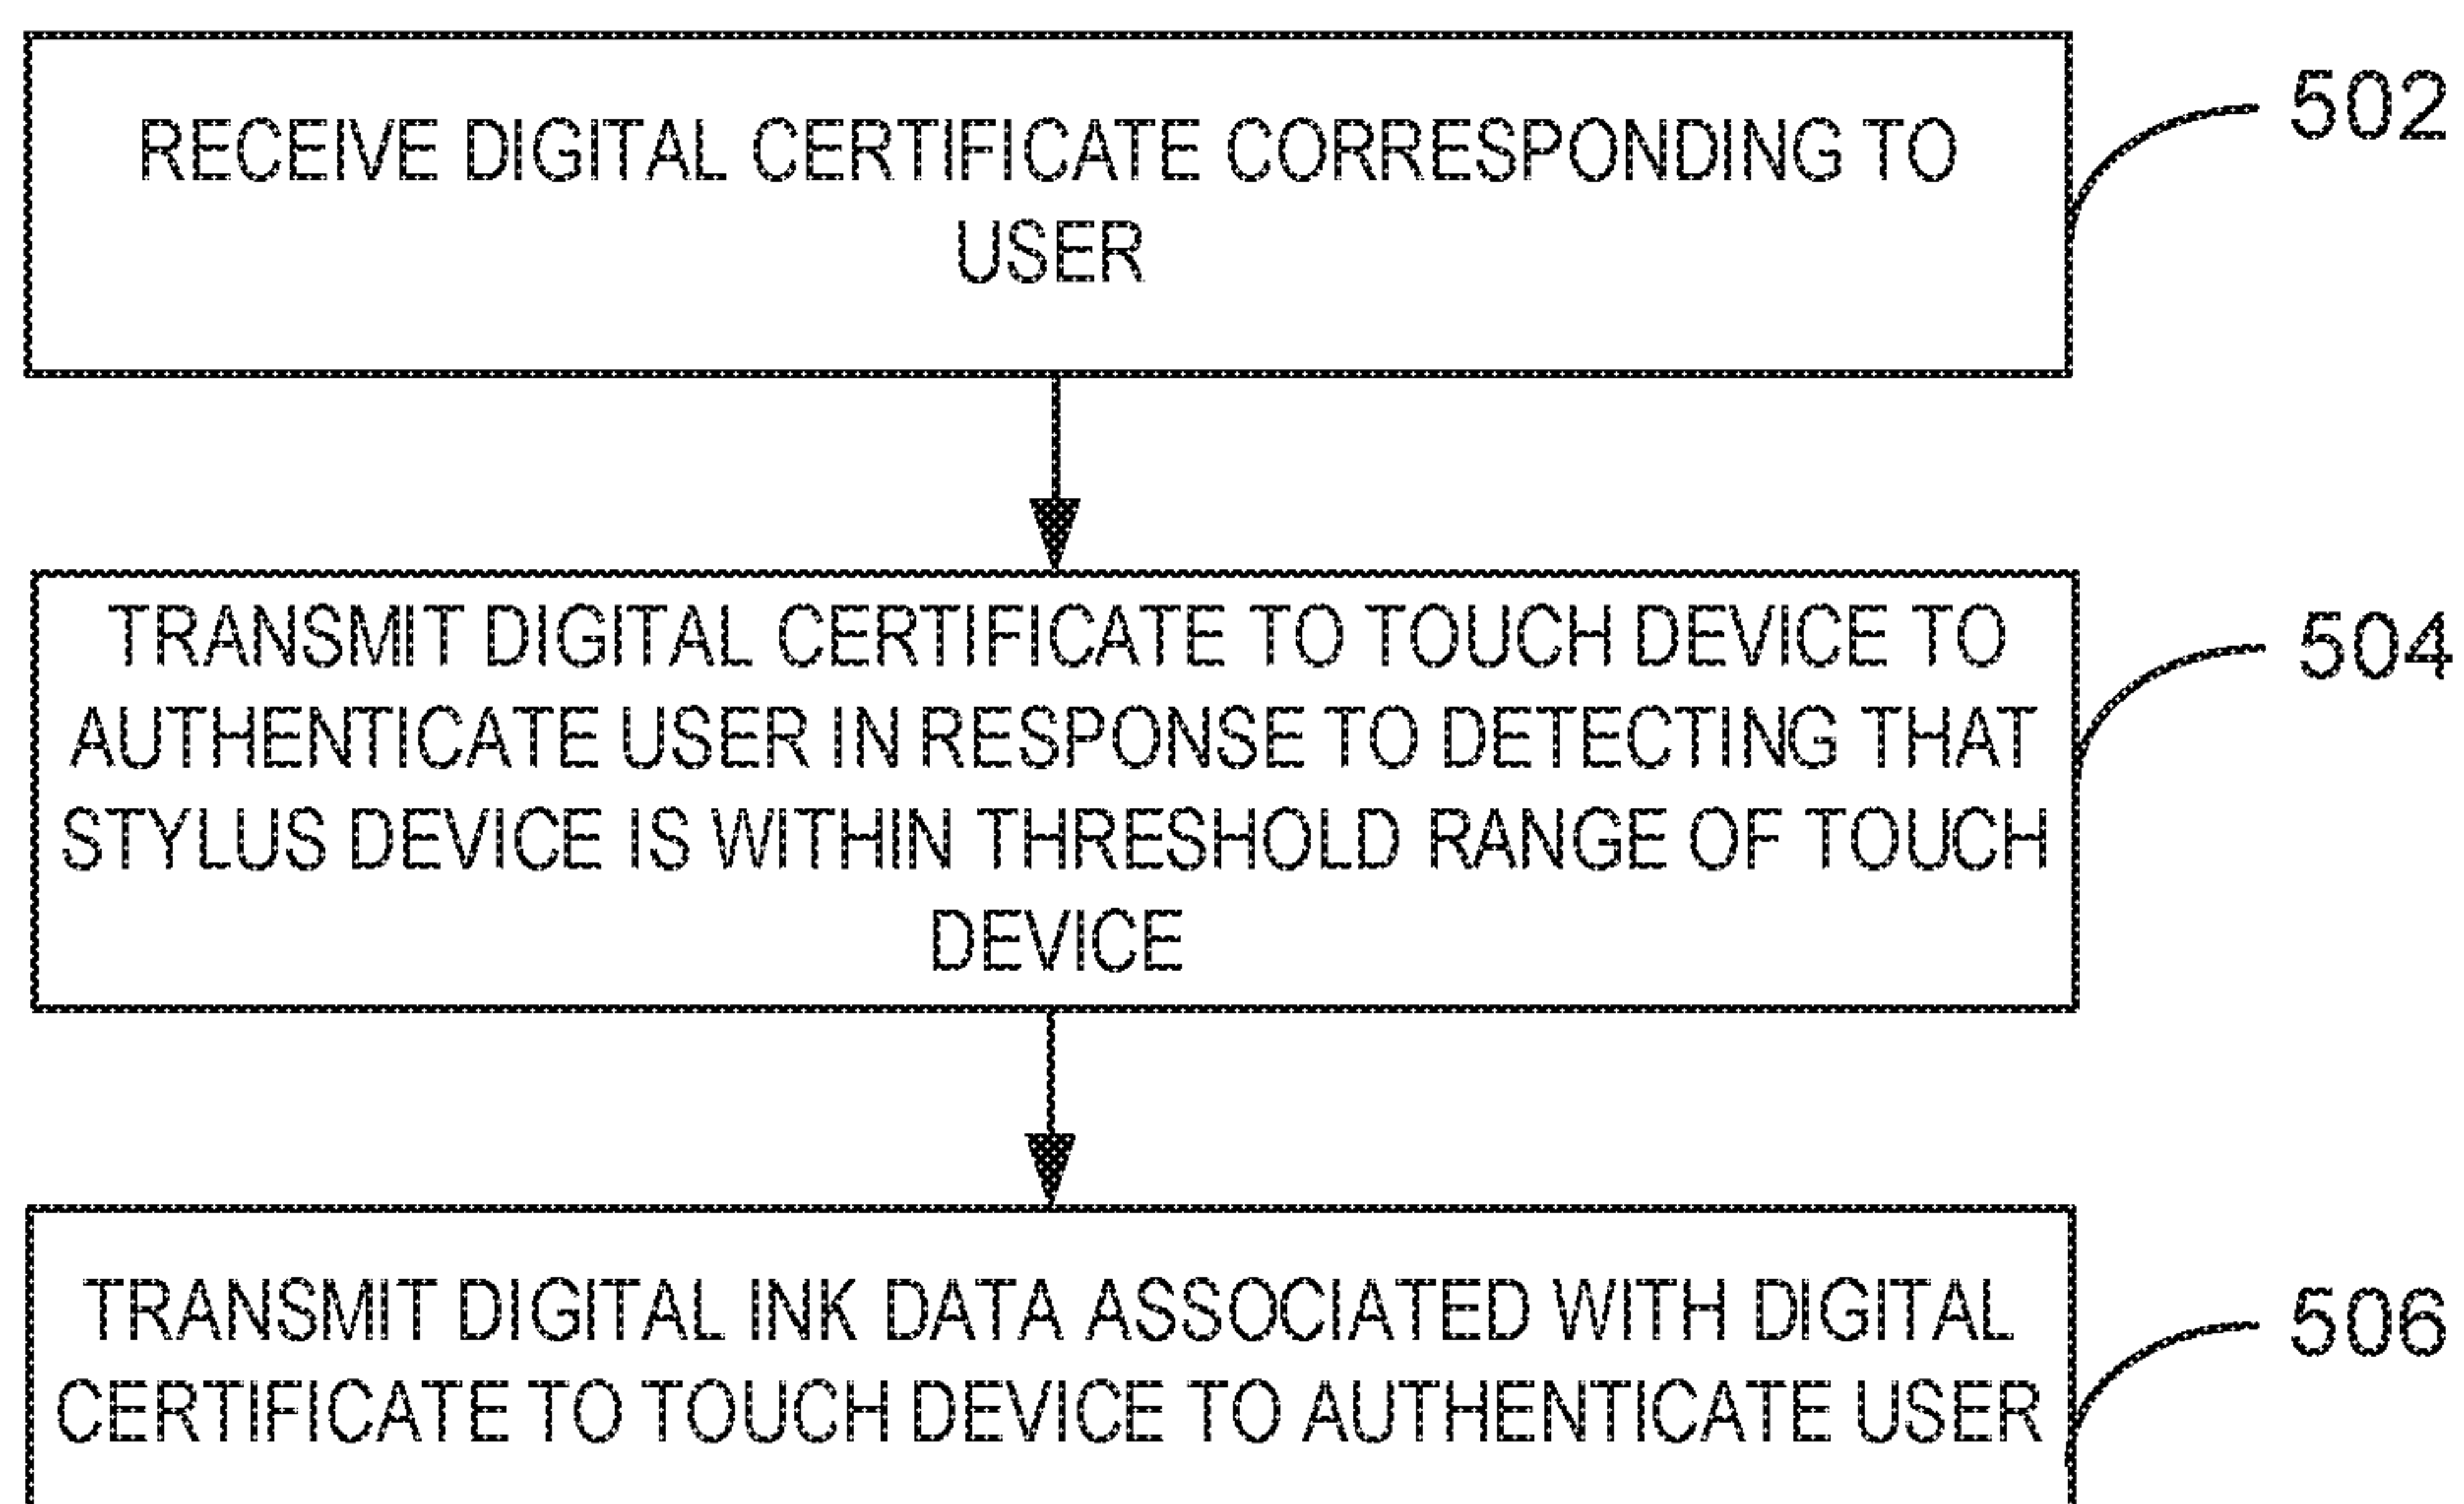 RECEIVE DIGITAL CERTIFICATE CORRESPONDING TO
USER
502
TRANSMIT DIGITAL CERTIFICATE TO TOUCH DEVICE TO
AUTHENTICATE USER IN RESPONSE TO DETECTING THAT
STYLUS DEVICE IS WITHIN THRESHOLD RANGE OF TOUCH
DEVICE
504
TRANSMIT DIGITAL INK DATA ASSOCIATED WITH DIGITAL
CERTIFICATE TO TOUCH DEVICE TO AUTHENTICATE USER
506